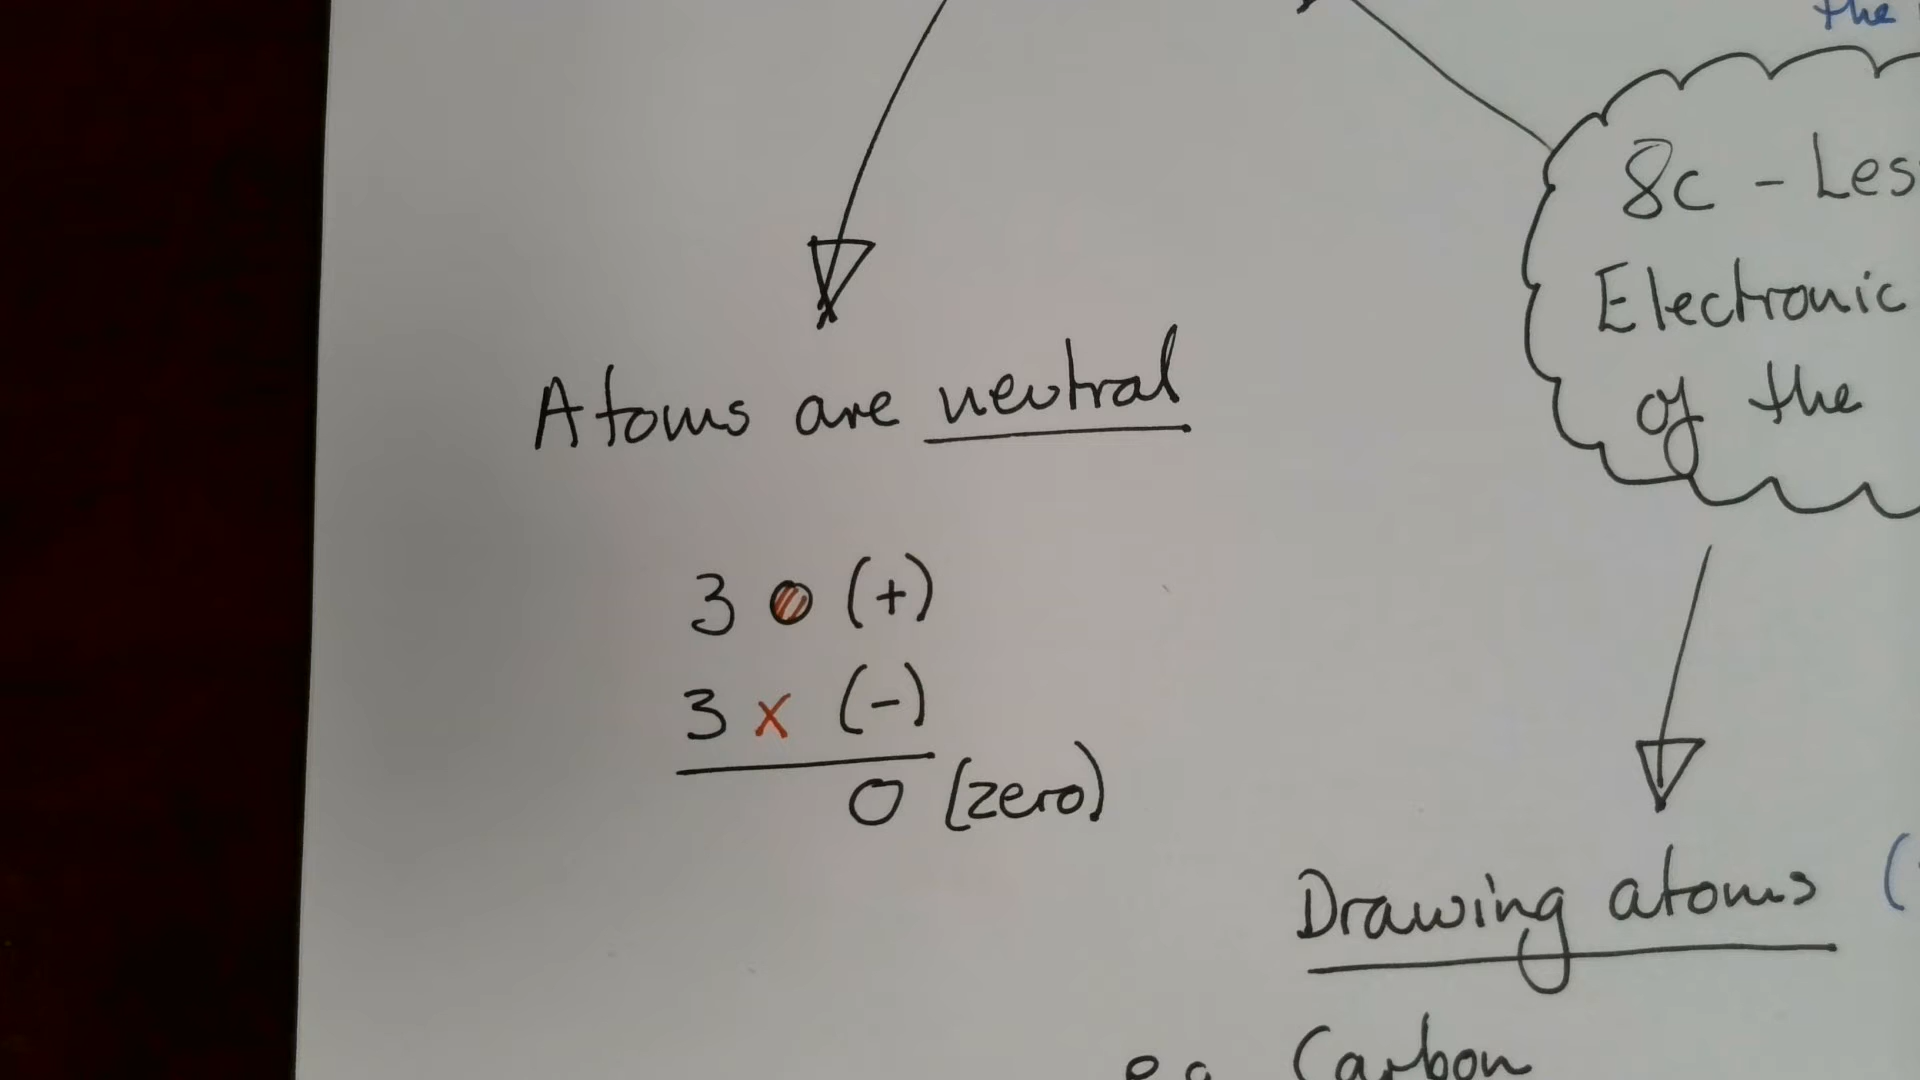 the
8c - Les
Electronic
of the
Atoms are neutral
3 (+)
3 x (-)
0 (zero)
Drawing atoms (
e.g. Carbon